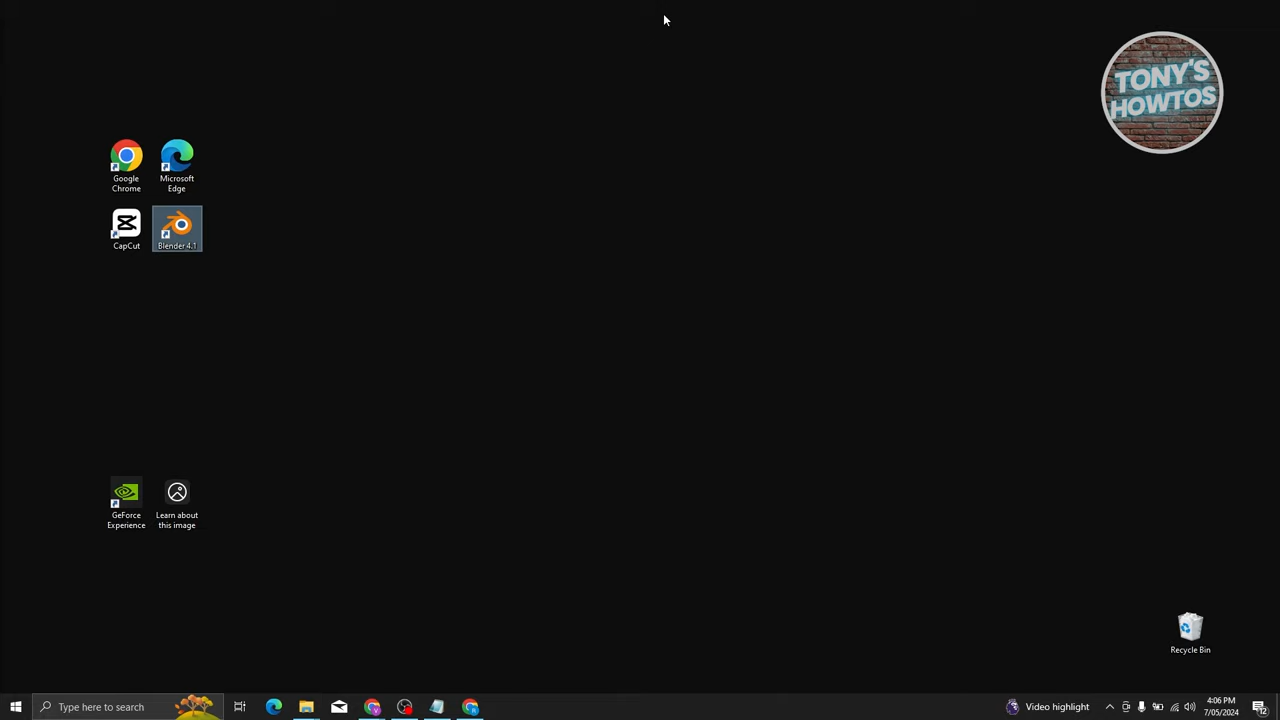 TONY'S
HOWTOS
Google
Chrome
Microsoft
Edge
CapCut
Blender 4.1
GeForce
Experience
Learn about
this image
Recycle Bin
Type here to search
Video highlight
4:06 PM
7/05/2024
12